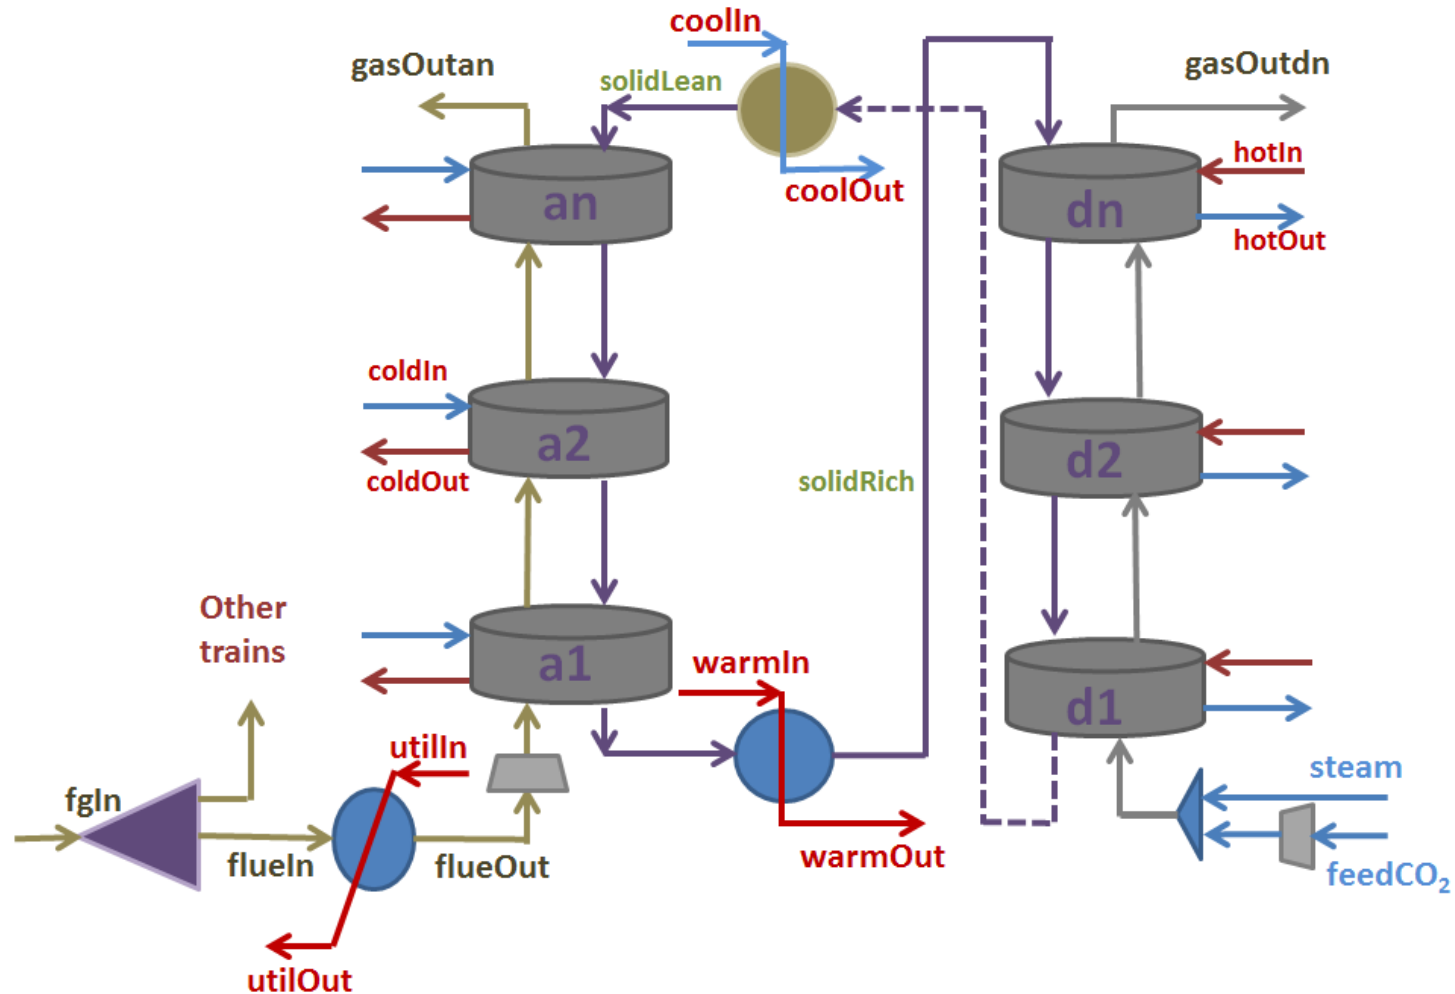 coolIn
gasOutan
solidLean
gasOutdn
hotIn
coolOut
an
dn
hotOut
coldIn
a2
d2
coldOut
solidRich
Other
trains
a1
warmIn
d1
utilIn
steam
fgIn
flueIn
flueOut
warmOut
feedCO₂
utilOut